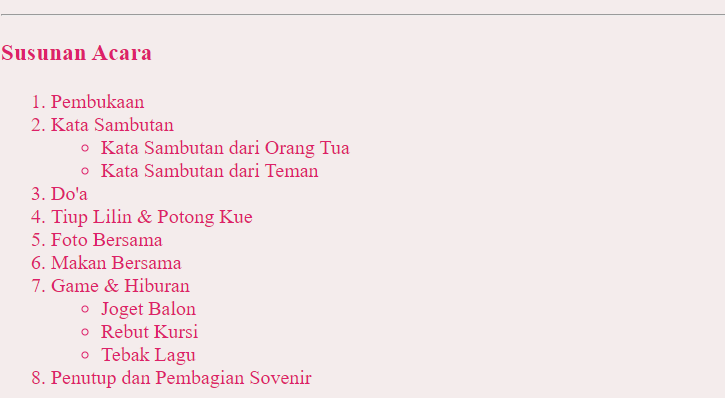 Susunan Acara
1. Pembukaan
2. Kata Sambutan
○ Kata Sambutan dari Orang Tua
○ Kata Sambutan dari Teman
3. Do'a
4. Tiup Lilin & Potong Kue
5. Foto Bersama
6. Makan Bersama
7. Game & Hiburan
○ Joget Balon
○ Rebut Kursi
○ Tebak Lagu
8. Penutup dan Pembagian Sovenir